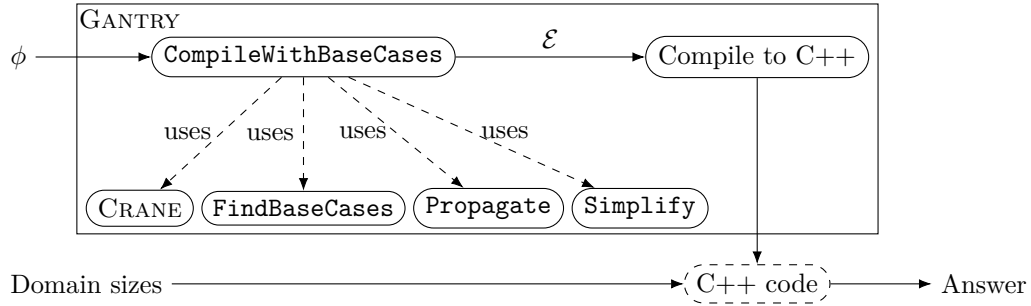 GANTRY
ϕ
CompileWithBaseCases
ℰ
Compile to C++
uses
uses
uses
uses
CRANE
FindBaseCases
Propagate
Simplify
Domain sizes
C++ code
Answer